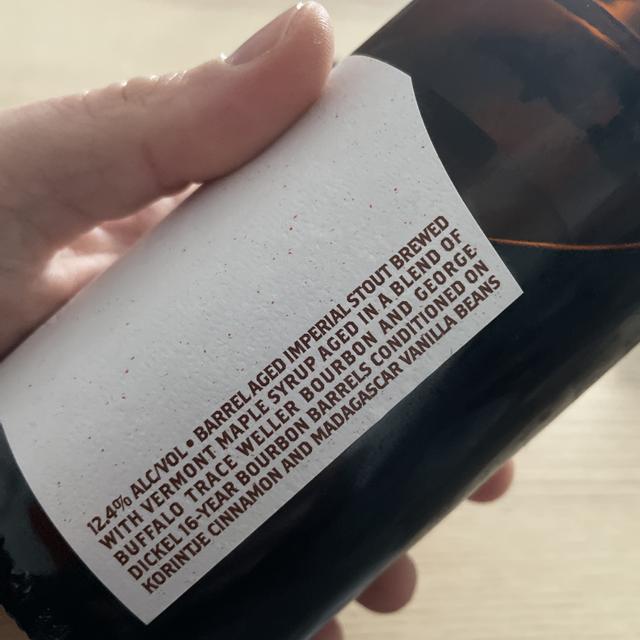 12.4% ALC/VOL • BARREL AGED IMPERIAL STOUT BREWED
WITH VERMONT MAPLE SYRUP AGED IN A BLEND OF
BUFFALO TRACE WELLER BOURBON AND GEORGE
DICKEL 16-YEAR BOURBON BARRELS CONDITIONED ON
KORINTJE CINNAMON AND MADAGASCAR VANILLA BEANS